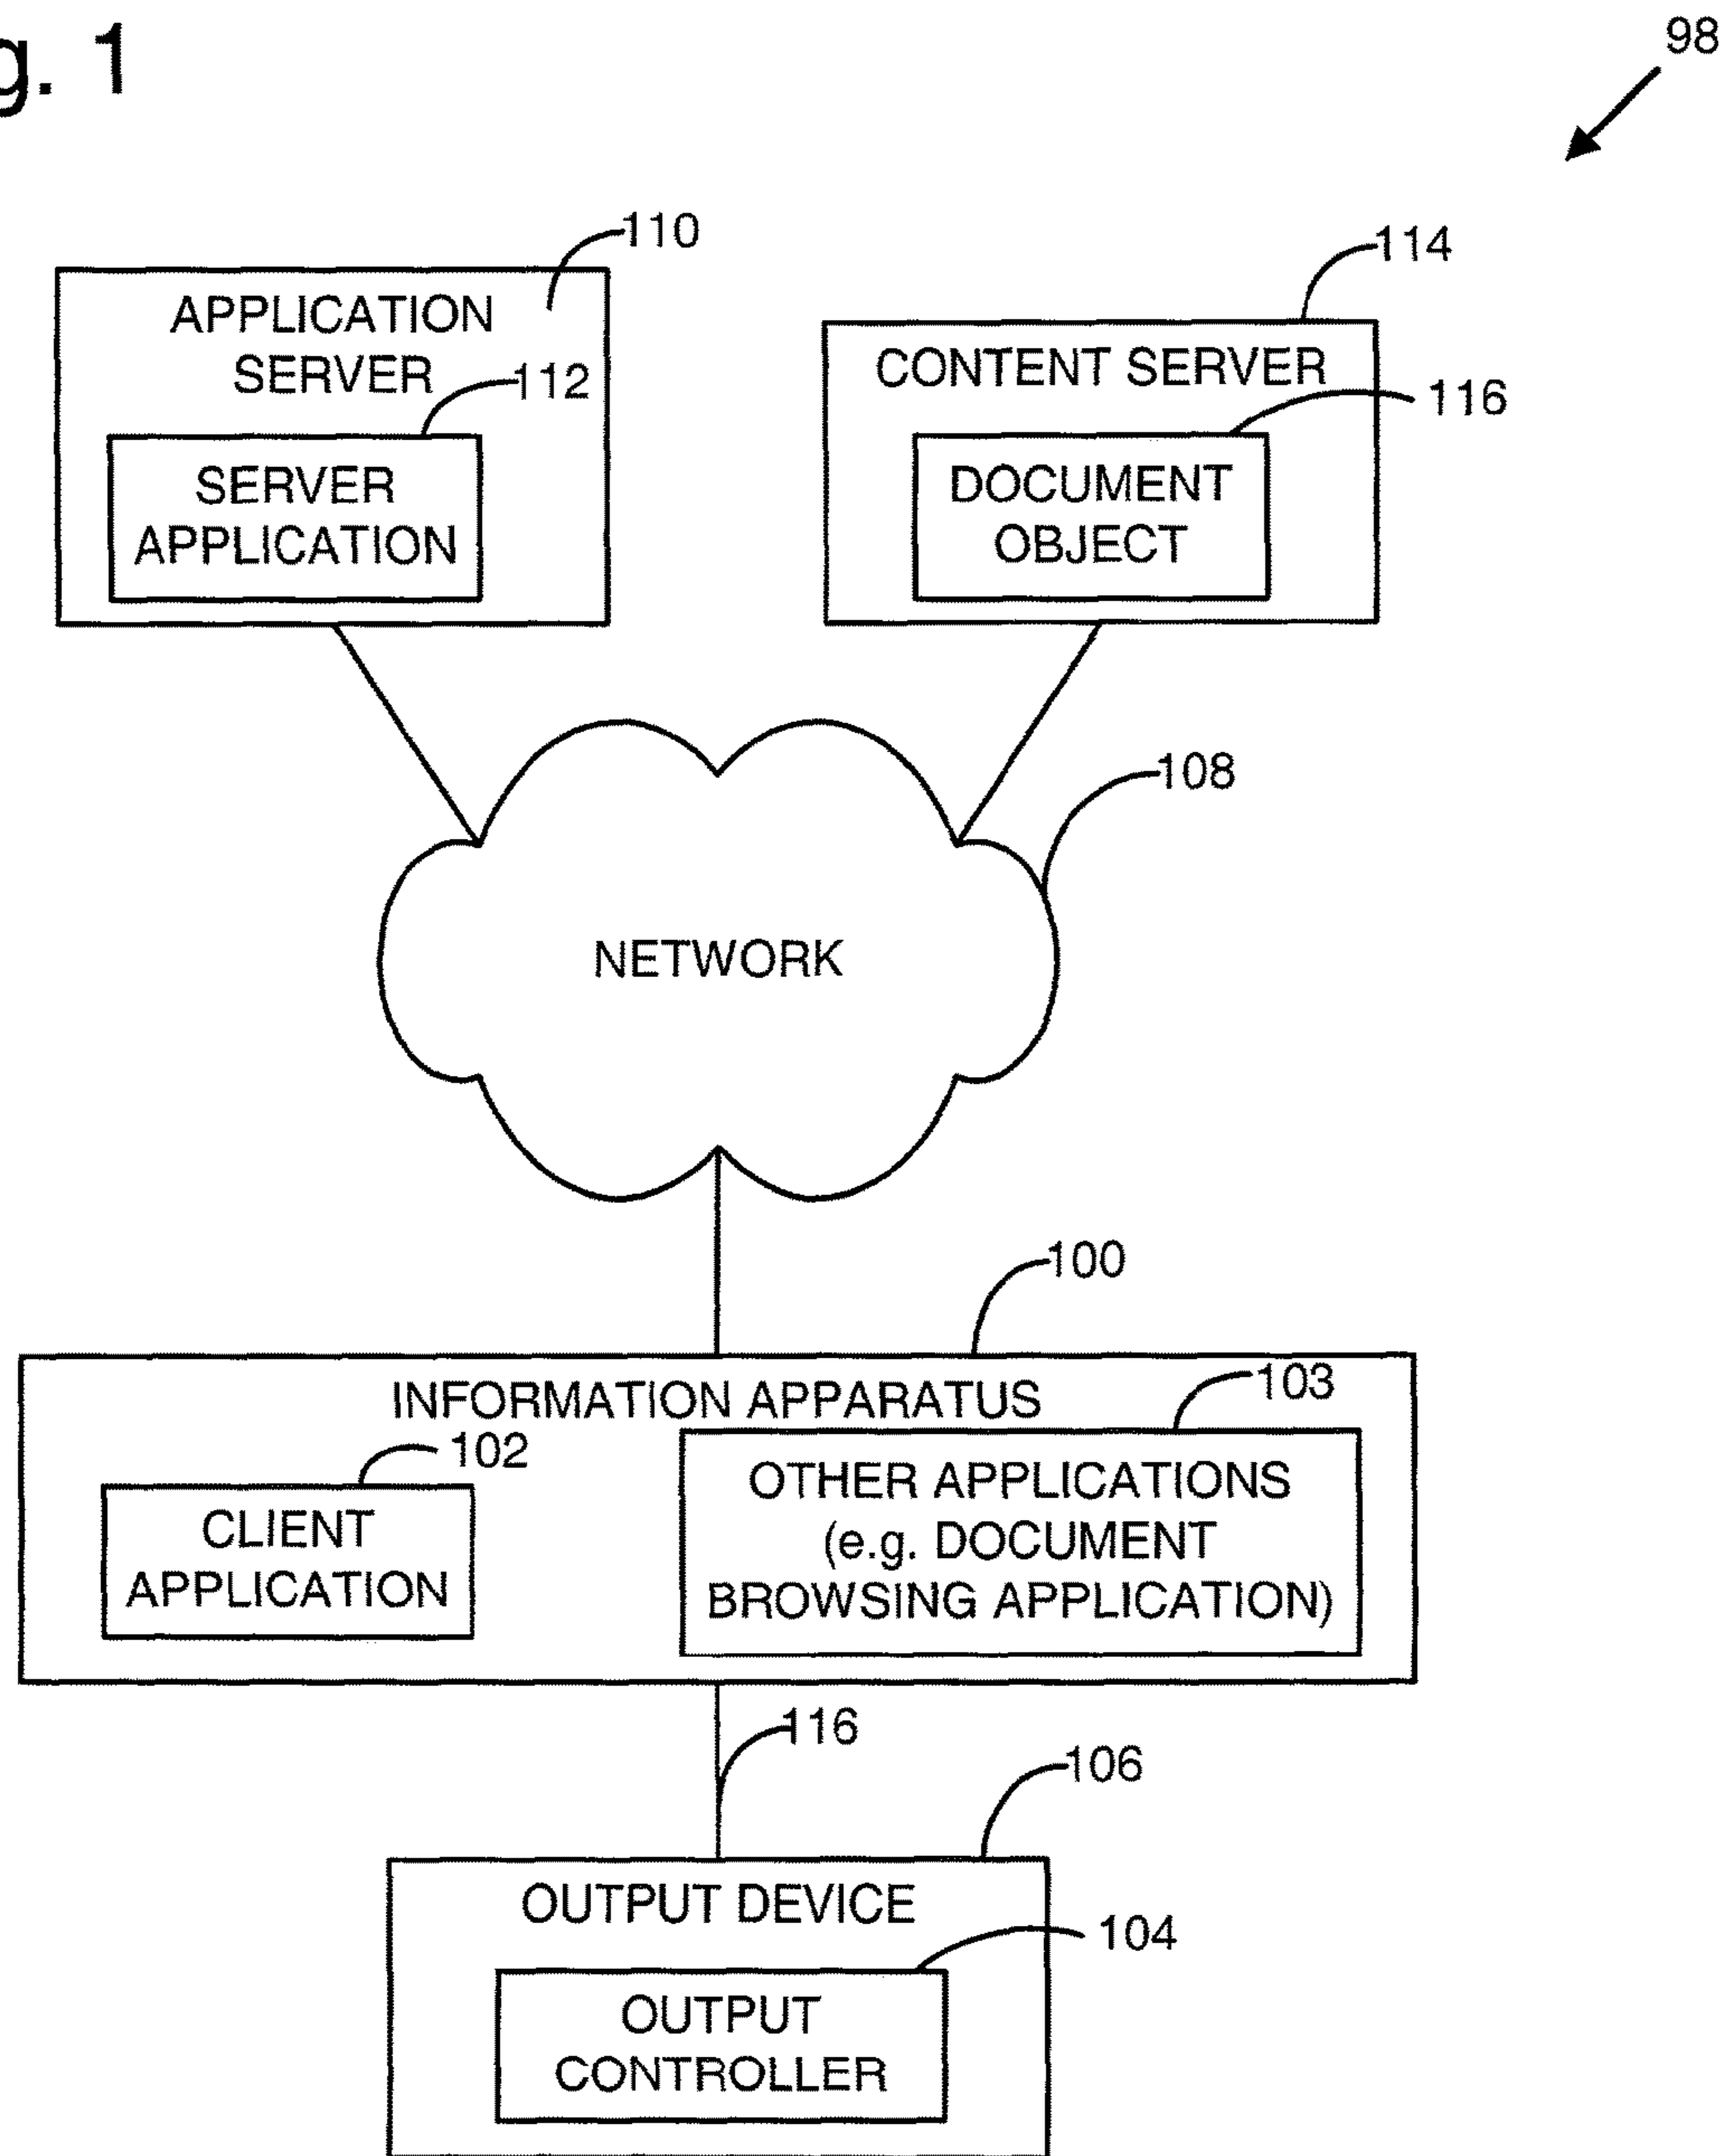 g. 1
98
110
APPLICATION
SERVER
112
SERVER
APPLICATION
114
CONTENT SERVER
116
DOCUMENT
OBJECT
108
NETWORK
100
INFORMATION APPARATUS
102
CLIENT
APPLICATION
103
OTHER APPLICATIONS
(e.g. DOCUMENT
BROWSING APPLICATION)
116
106
OUTPUT DEVICE
104
OUTPUT
CONTROLLER